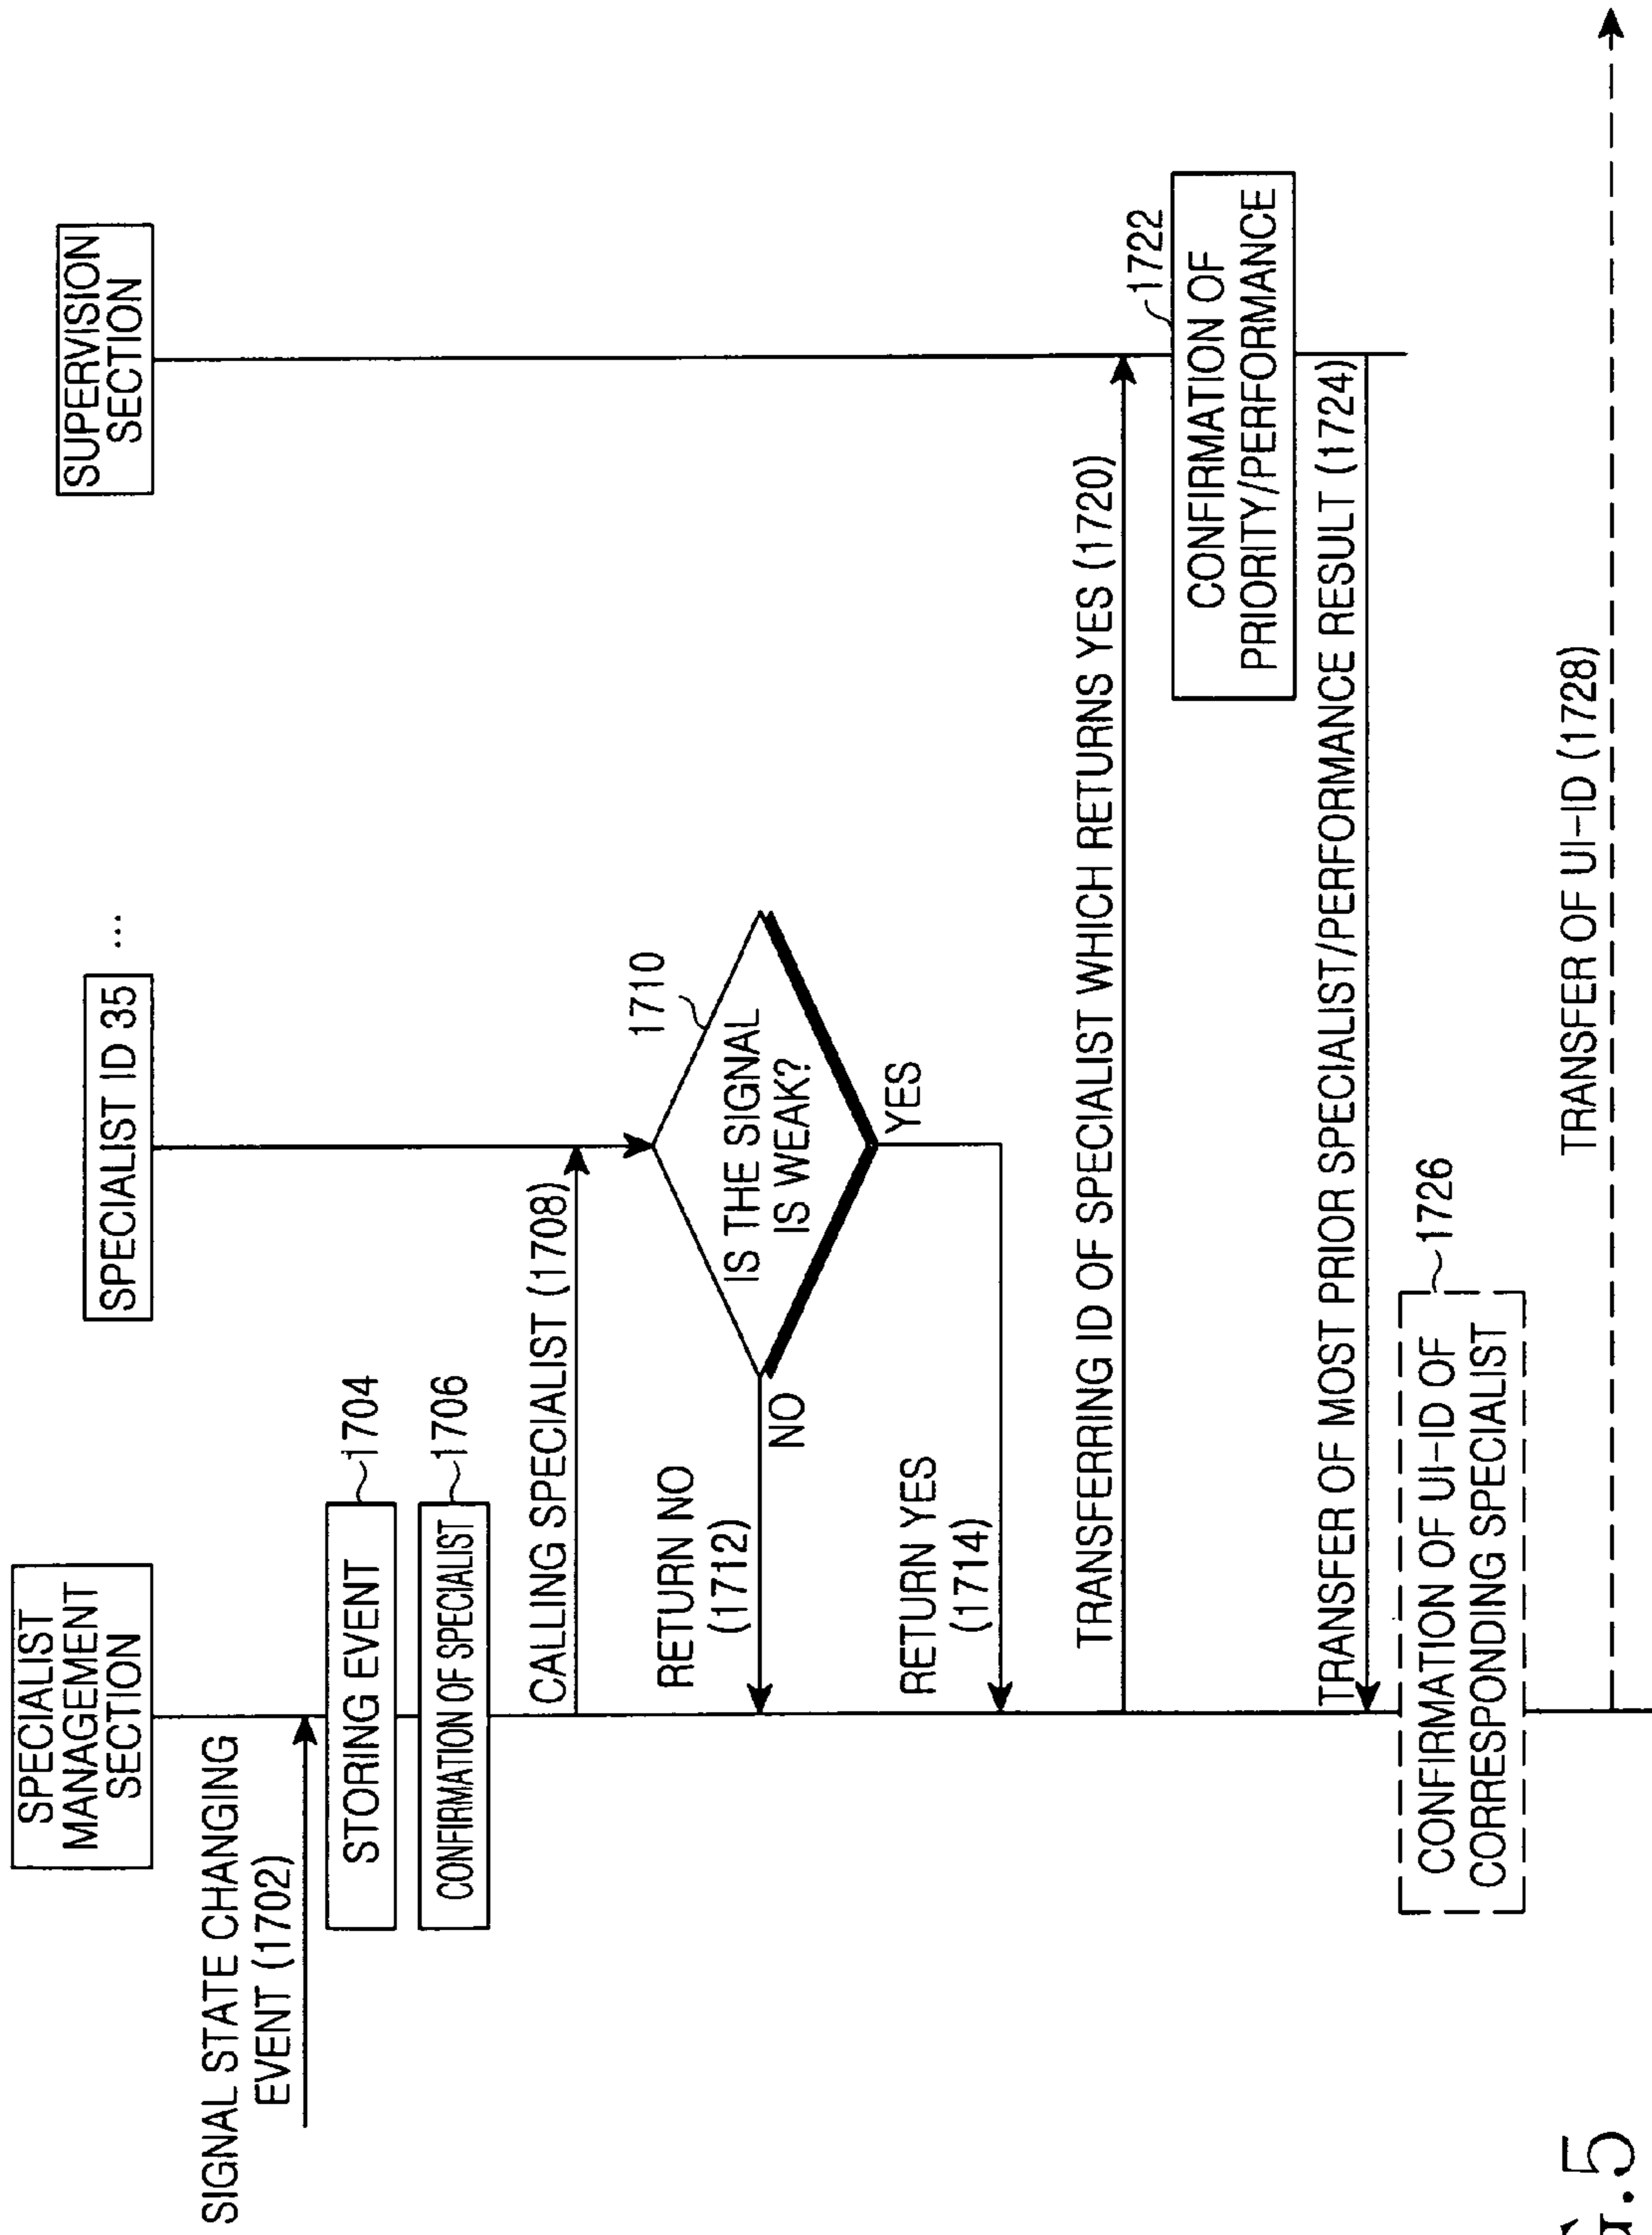 SPECIALIST
MANAGEMENT
SECTION
SPECIALIST ID 35 ...
SUPERVISION
SECTION
SIGNAL STATE CHANGING
EVENT (1702)
STORING EVENT
1704
CONFIRMATION OF SPECIALIST
1706
CALLING SPECIALIST (1708)
1710
IS THE SIGNAL
IS WEAK?
RETURN NO
(1712)
NO
RETURN YES
(1714)
YES
TRANSFERRING ID OF SPECIALIST WHICH RETURNS YES (1720)
1722
CONFIRMATION OF
PRIORITY/PERFORMANCE
TRANSFER OF MOST PRIOR SPECIALIST/PERFORMANCE RESULT (1724)
CONFIRMATION OF UI-ID OF
CORRESPONDING SPECIALIST
1726
TRANSFER OF UI-ID (1728)
.5